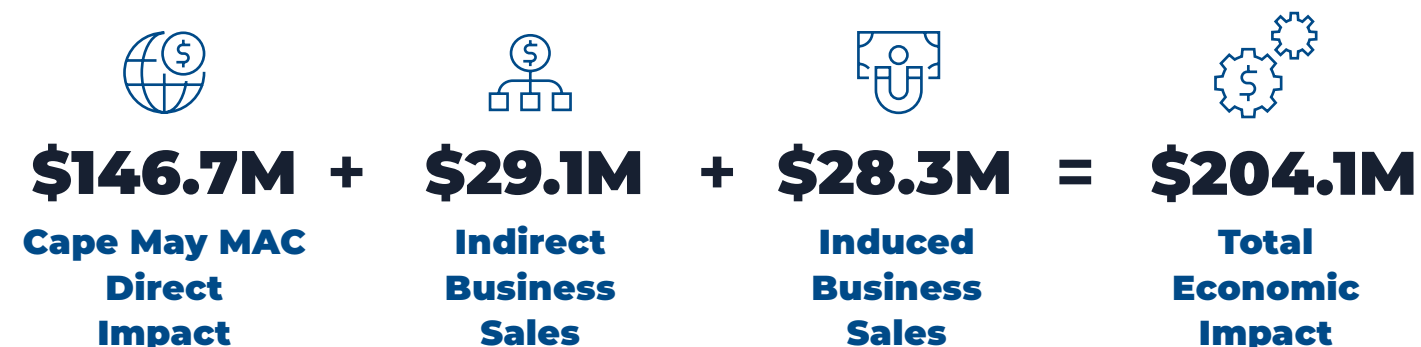 $ $ $
$146.7M + $29.1M + $28.3M = $204.1M
Cape May MAC Direct Impact
Indirect Business Sales
Induced Business Sales
Total Economic Impact